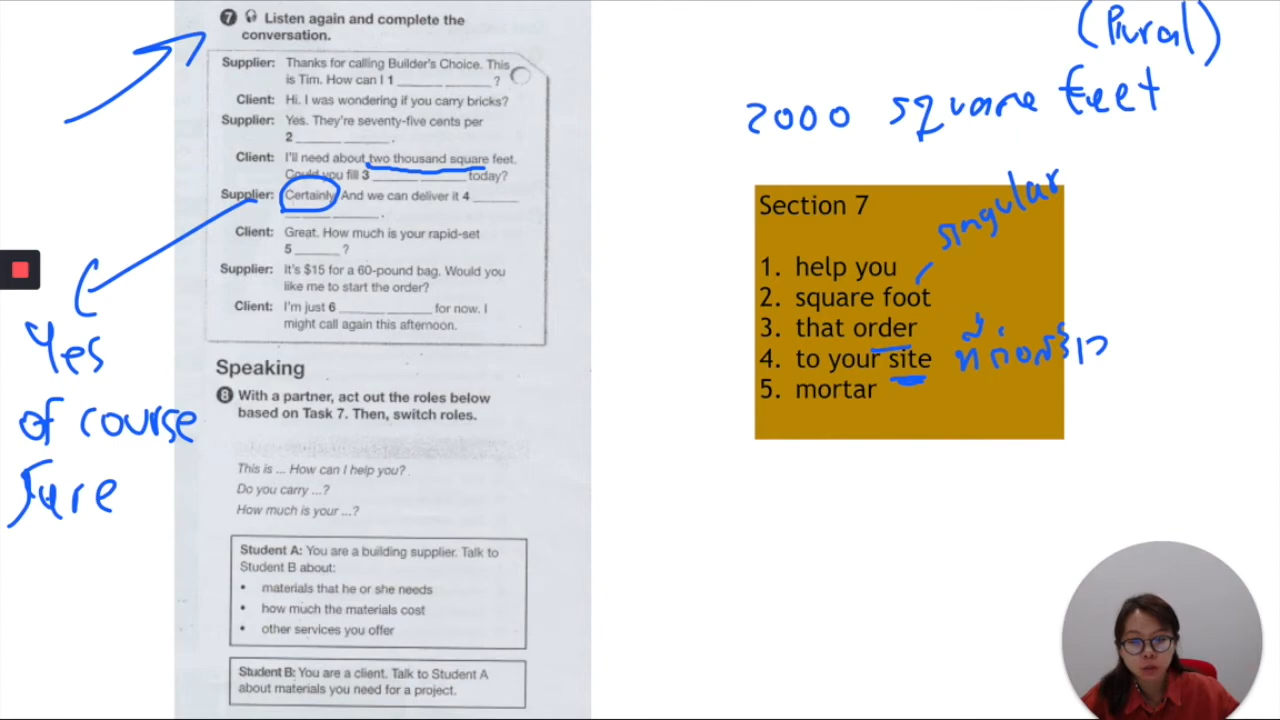 7 Listen again and complete the
conversation.
Supplier: Thanks for calling Builder's Choice. This
is Tim. How can I 1 ________ ________ ?
Client: Hi. I was wondering if you carry bricks?
Supplier: Yes. They're seventy-five cents per
2 ________ ________ .
Client: I'll need about two thousand square feet.
Could you fill 3 ________ ________ today?
Supplier: Certainly. And we can deliver it 4 ________
________ ________ .
Client: Great. How much is your rapid-set
5 ________ ?
Supplier: It's $15 for a 60-pound bag. Would you
like me to start the order?
Client: I'm just 6 ________ ________ for now. I
might call again this afternoon.
Speaking
8 With a partner, act out the roles below
based on Task 7. Then, switch roles.
This is ... How can I help you?
Do you carry ...?
How much is your ...?
Student A: You are a building supplier. Talk to
Student B about:
• materials that he or she needs
• how much the materials cost
• other services you offer
Student B: You are a client. Talk to Student A
about materials you need for a project.
Yes
of course
sure
(Plural)
2000 square feet
singular
Section 7
1. help you
2. square foot
3. that order
4. to your site
5. mortar